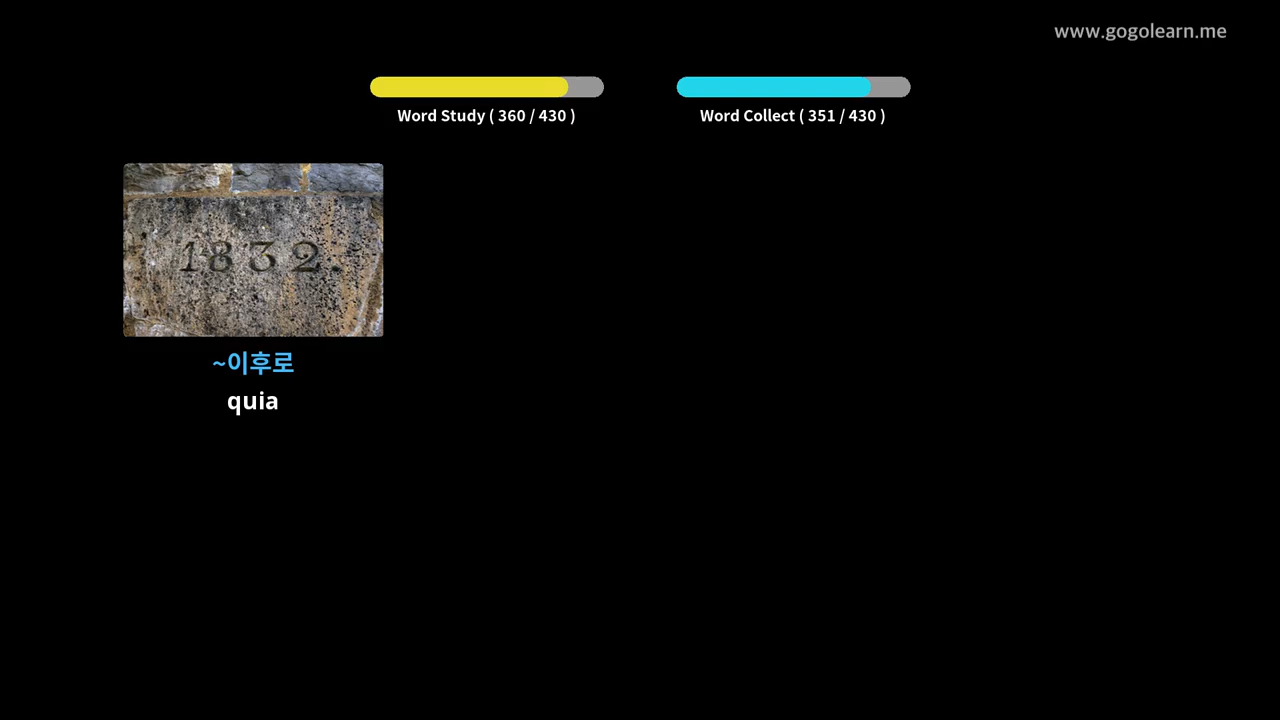 www.gogolearn.me
Word Study ( 360 / 430 )
Word Collect ( 351 / 430 )
1832.
~이후로
quia